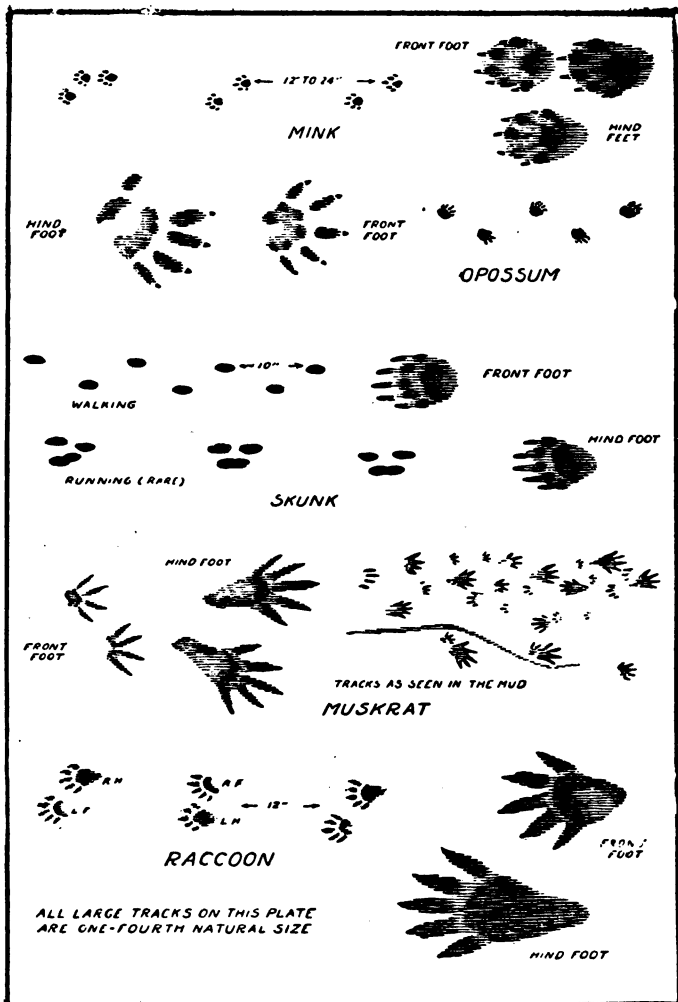 FRONT FOOT
12" TO 24"
MINK
HIND
FEET
HIND
FOOT
FRONT
FOOT
OPOSSUM
10"
WALKING
FRONT FOOT
HIND FOOT
RUNNING (RARE)
SKUNK
HIND FOOT
FRONT
FOOT
TRACKS AS SEEN IN THE MUD
MUSKRAT
RH
RF
LF
12"
LH
RACCOON
FRONT
FOOT
ALL LARGE TRACKS ON THIS PLATE
ARE ONE-FOURTH NATURAL SIZE
HIND FOOT